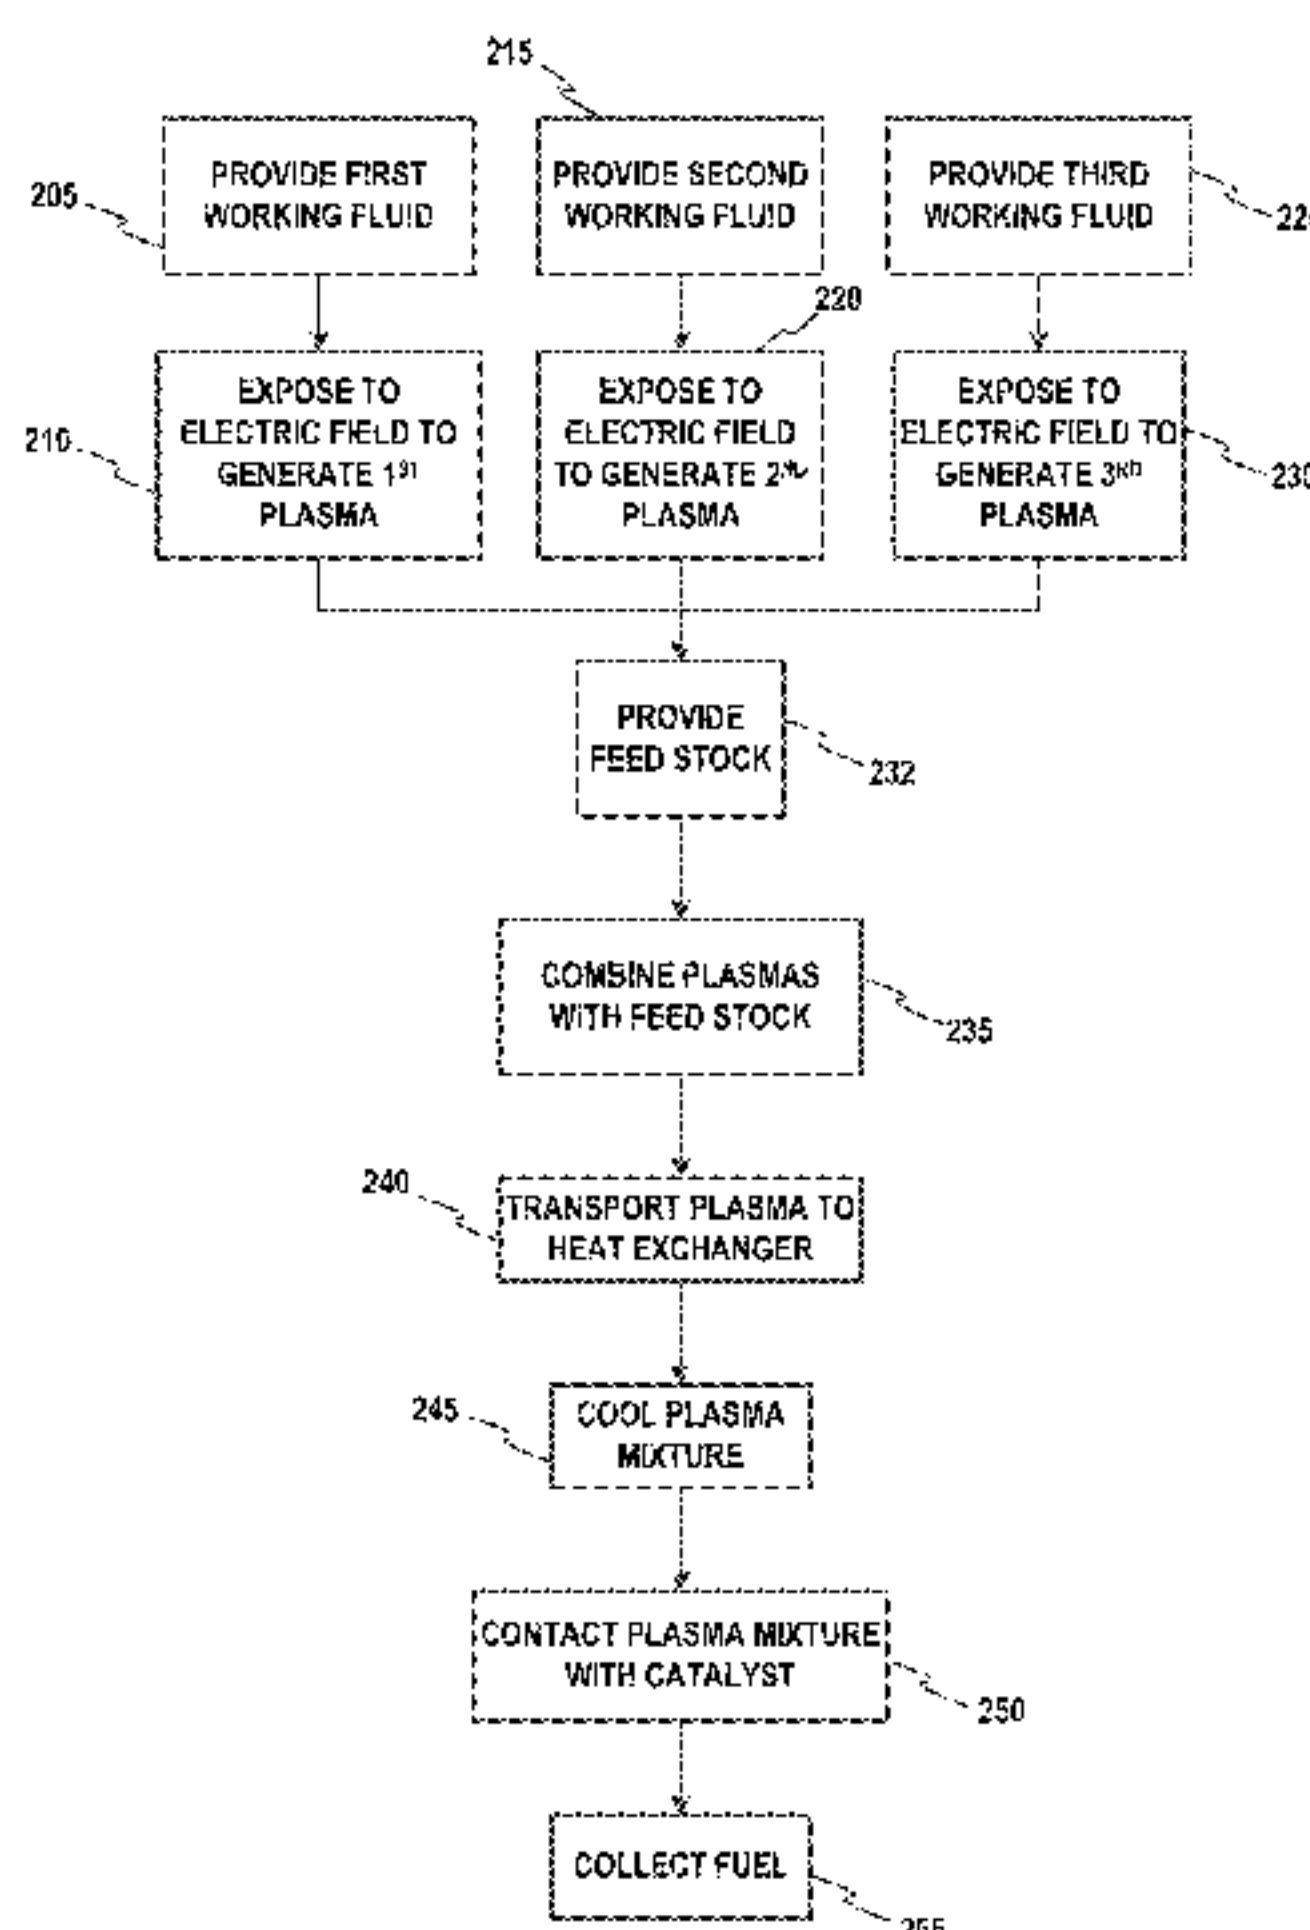 215
PROVIDE FIRST
WORKING FLUID
PROVIDE SECOND
WORKING FLUID
PROVIDE THIRD
WORKING FLUID
205
220
EXPOSE TO
ELECTRIC FIELD TO
GENERATE 1ST
PLASMA
EXPOSE TO
ELECTRIC FIELD
TO GENERATE 2ND
PLASMA
EXPOSE TO
ELECTRIC FIELD TO
GENERATE 3RD
PLASMA
210
230
PROVIDE
FEED STOCK
232
COMBINE PLASMAS
WITH FEED STOCK
235
240
TRANSPORT PLASMA TO
HEAT EXCHANGER
245
COOL PLASMA
MIXTURE
CONTACT PLASMA MIXTURE
WITH CATALYST
250
COLLECT FUEL